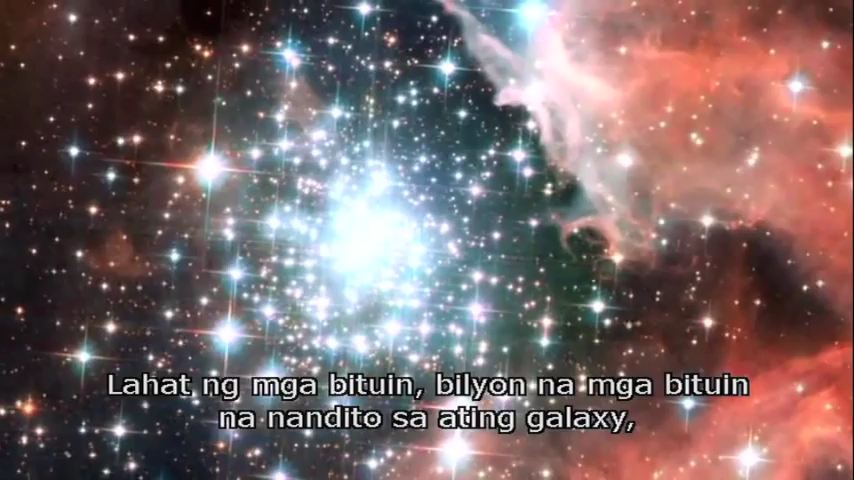 Lahat ng mga bituin, bilyon na mga bituin
na nandito sa ating galaxy,